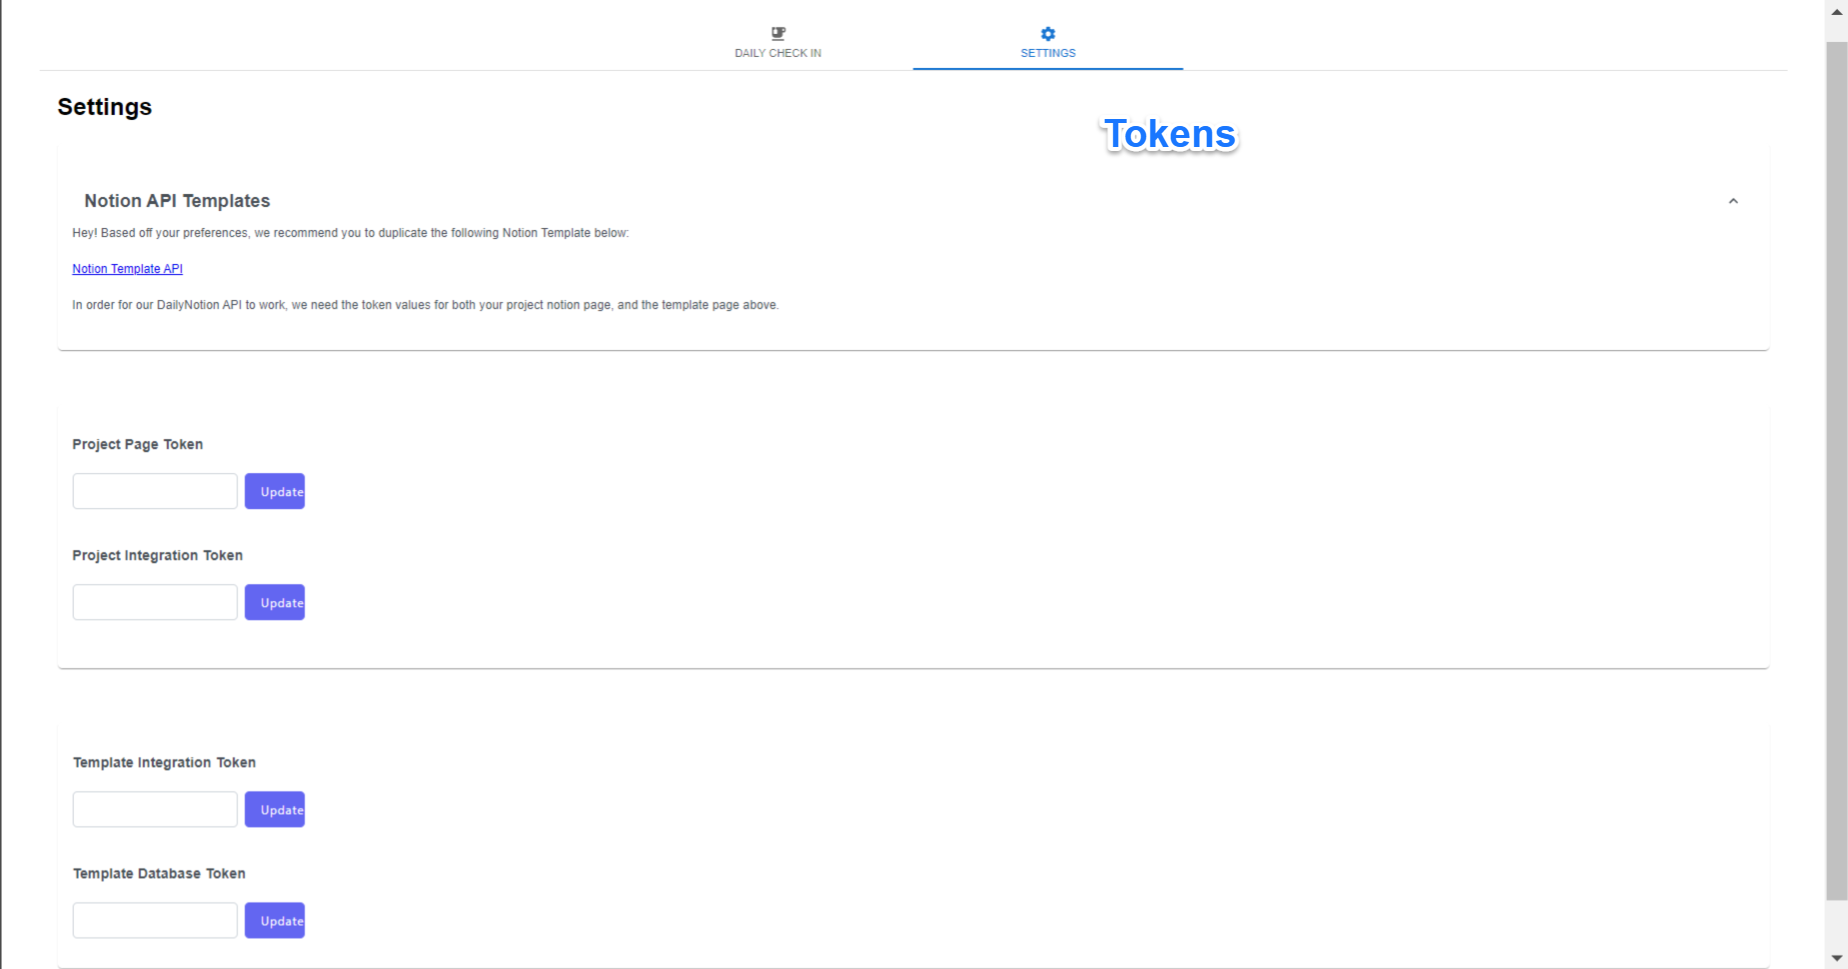 DAILY CHECK IN
SETTINGS
Settings
Tokens
Notion API Templates
Hey! Based off your preferences, we recommend you to duplicate the following Notion Template below:
Notion Template API
In order for our DailyNotion API to work, we need the token values for both your project notion page, and the template page above.
Project Page Token
Update
Project Integration Token
Update
Template Integration Token
Update
Template Database Token
Update